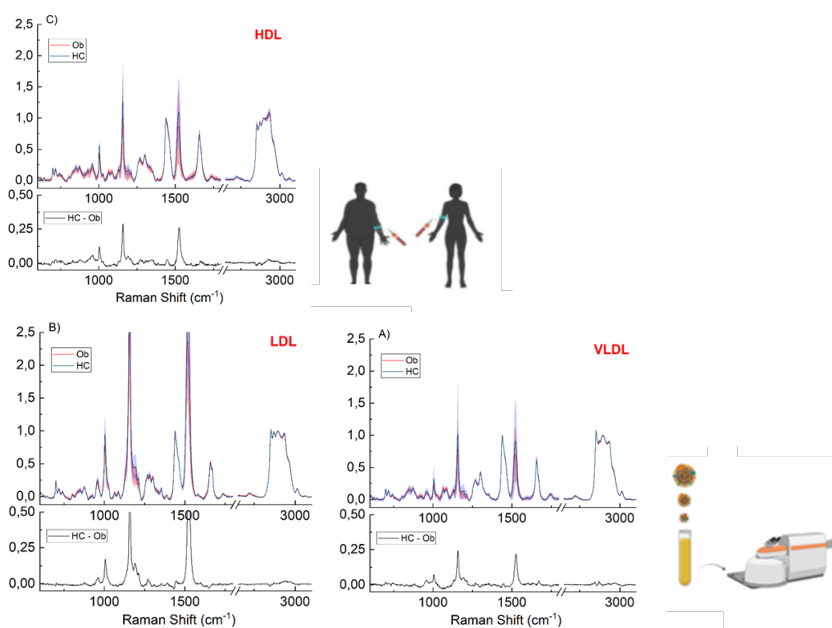 C)
HDL
Ob
HC
2,5
2,0
1,5
1,0
0,5
0,0
0,50
0,25
0,00
HC - Ob
1000 1500 3000
Raman Shift (cm⁻¹)
B)
LDL
Ob
HC
2,5
2,0
1,5
1,0
0,5
0,0
1000 1500 3000
0,50
0,25
0,00
HC - Ob
1000 1500 3000
Raman Shift (cm⁻¹)
A)
VLDL
Ob
HC
2,5
2,0
1,5
1,0
0,5
0,0
1000 1500 3000
0,50
0,25
0,00
HC - Ob
1000 1500 3000
Raman Shift (cm⁻¹)